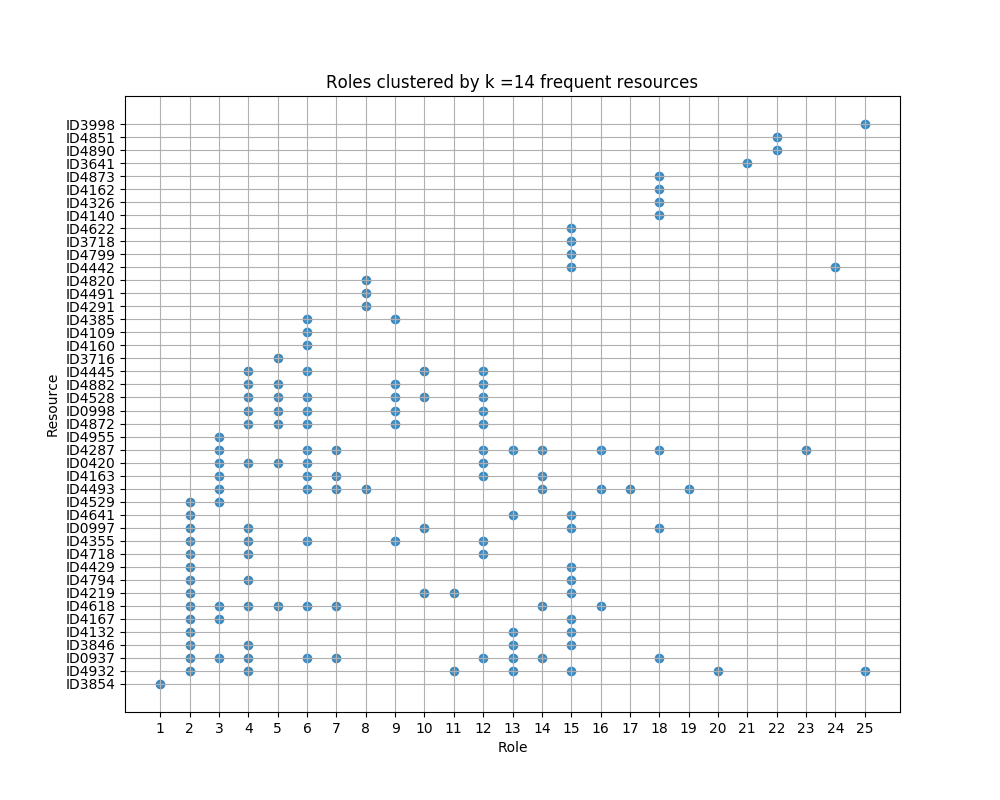 Roles clustered by k =14 frequent resources
ID3998
ID4851
ID4890
ID3641
ID4873
ID4162
ID4326
ID4140
ID4622
ID3718
ID4799
ID4442
ID4820
ID4491
ID4291
ID4385
ID4109
ID4160
ID3716
ID4445
ID4882
ID4528
ID0998
ID4872
ID4955
ID4287
ID0420
ID4163
ID4493
ID4529
ID4641
ID0997
ID4355
ID4718
ID4429
ID4794
ID4219
ID4618
ID4167
ID4132
ID3846
ID0937
ID4932
ID3854
Resource
1 2 3 4 5 6 7 8 9 10 11 12 13 14 15 16 17 18 19 20 21 22 23 24 25
Role